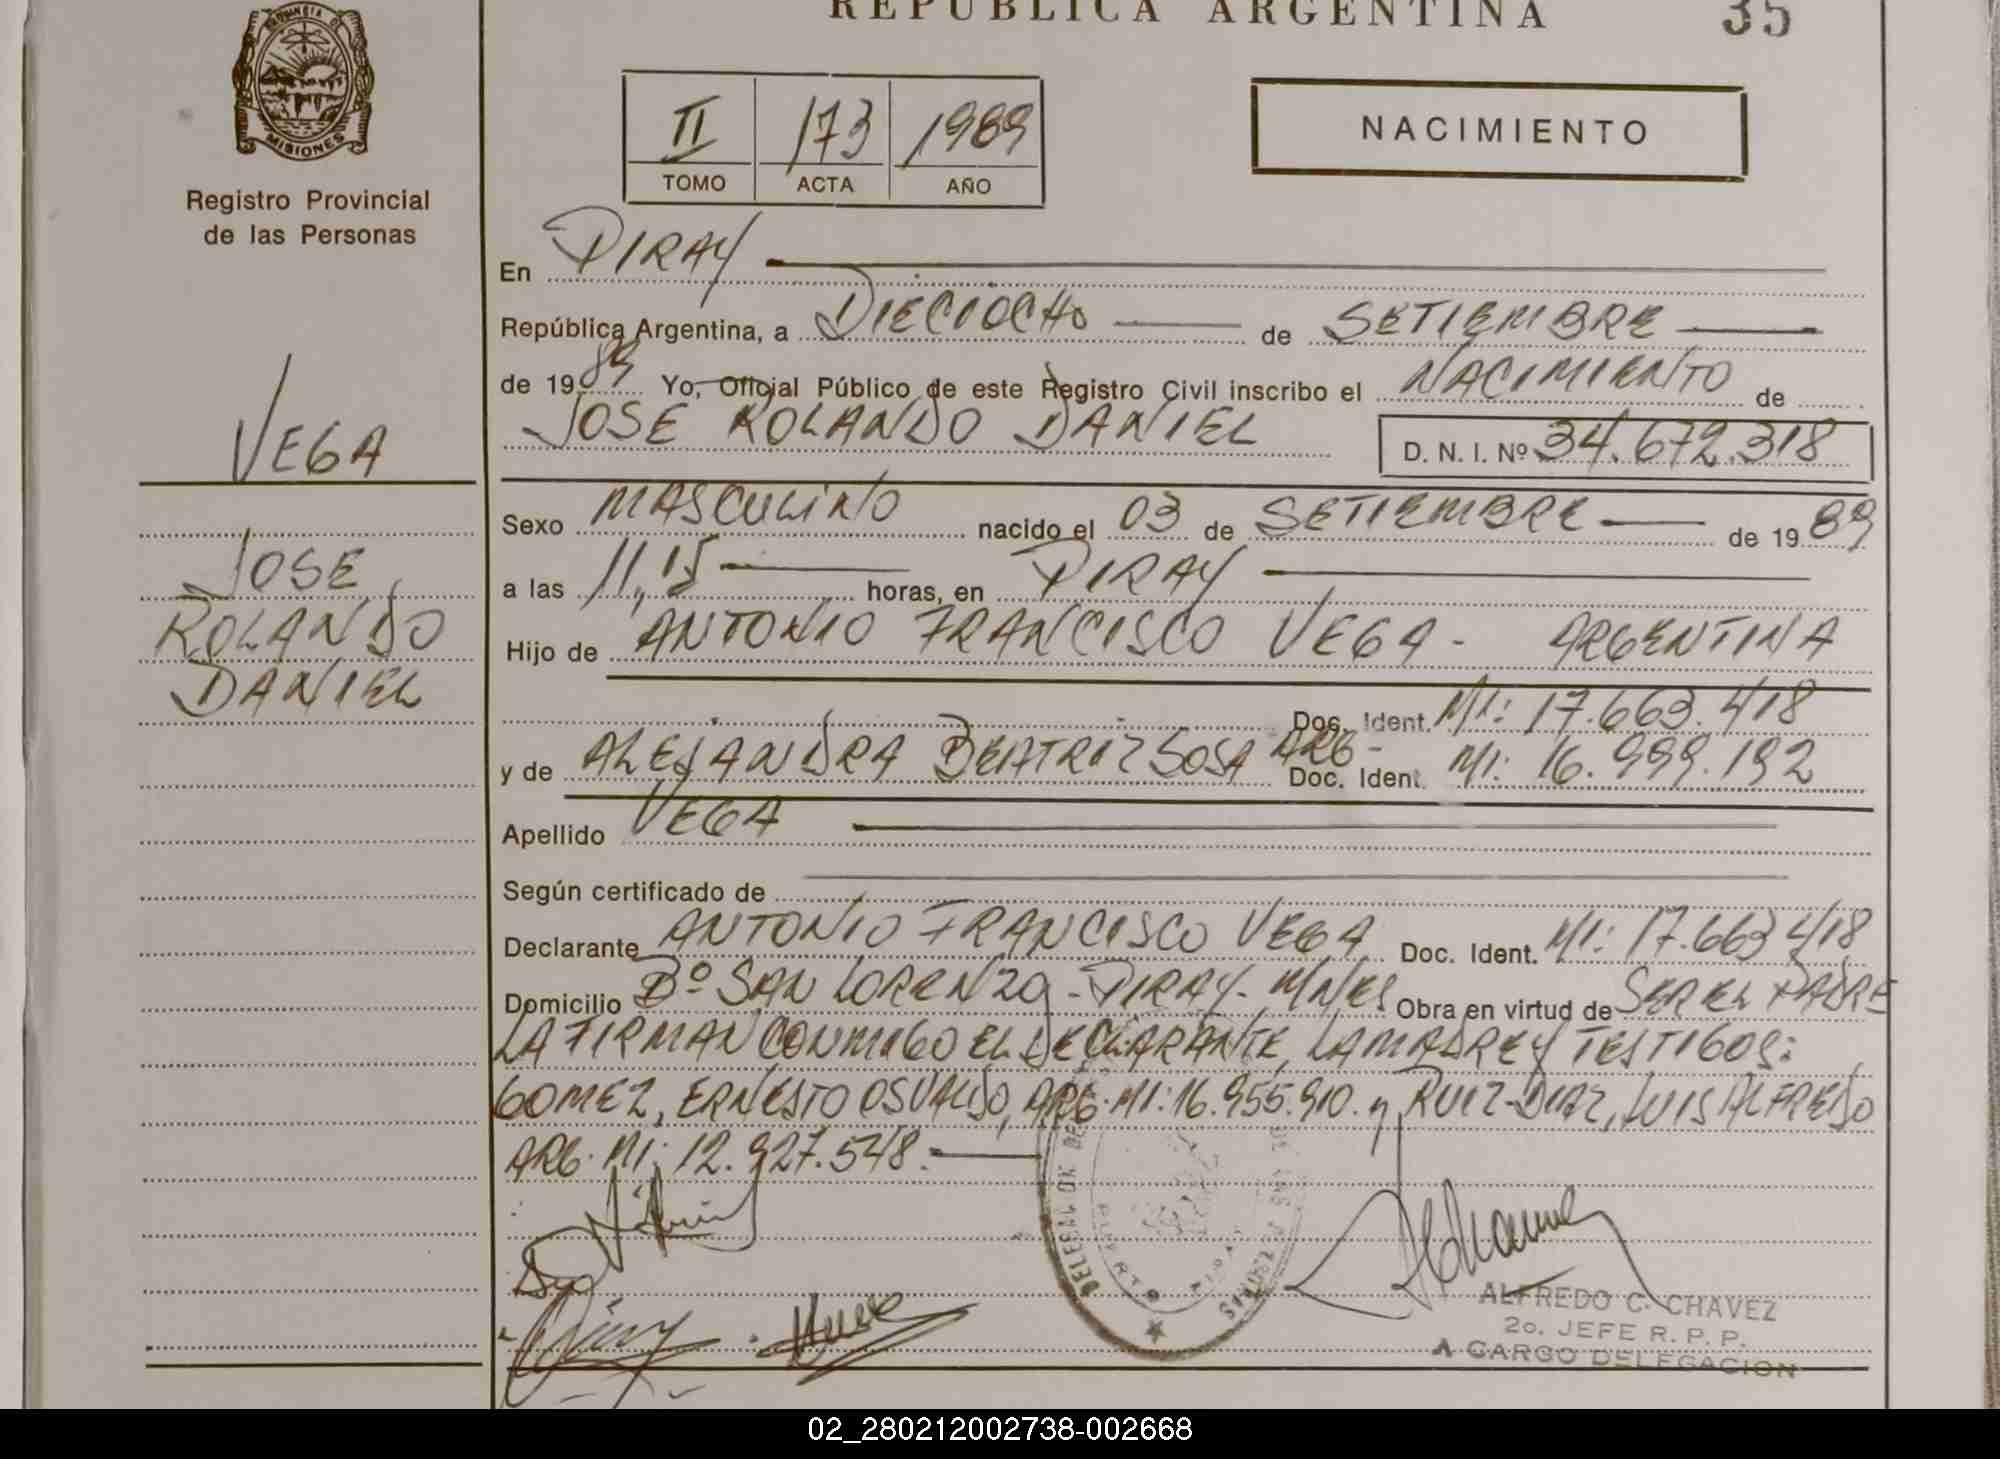 REPUBLICA ARGENTINA
35
PROVINCIA DE
MISIONES
Registro Provincial
de las Personas
II 173 1989
TOMO ACTA AÑO
NACIMIENTO
En PIRAY
República Argentina, a DIECIOCHO de SETIEMBRE
de 1989 Yo, Oficial Público de este Registro Civil inscribo el NACIMIENTO de
JOSE ROLANDO DANIEL D. N. I. Nº 34.672.318
VEGA
JOSE
ROLANDO
DANIEL
Sexo MASCULINO nacido el 03 de SETIEMBRE de 1989
a las 11,15 horas, en PIRAY
Hijo de ANTONIO FRANCISCO VEGA - ARGENTINA
Doc. Ident. MI: 17.663.418
y de ALEJANDRA BEATRIZ SOSA ARG- Doc. Ident. MI: 16.999.192
Apellido VEGA
Según certificado de
Declarante ANTONIO FRANCISCO VEGA Doc. Ident. MI: 17.663418
Domicilio Bº SAN LORENZO - PIRAY - MNES Obra en virtud de SER EL PADRE
LA FIRMAN CONMIGO EL DECLARANTE, LA MADRE Y TESTIGOS:
GOMEZ, ERNESTO OSVALDO, ARG. MI: 16.955.910. y RUIZ-DIAZ, LUIS ALFREDO
ARG. MI: 12.927.548.
ALFREDO C. CHAVEZ
2o. JEFE R. P. P.
A CARGO DELEGACION
02_280212002738-002668